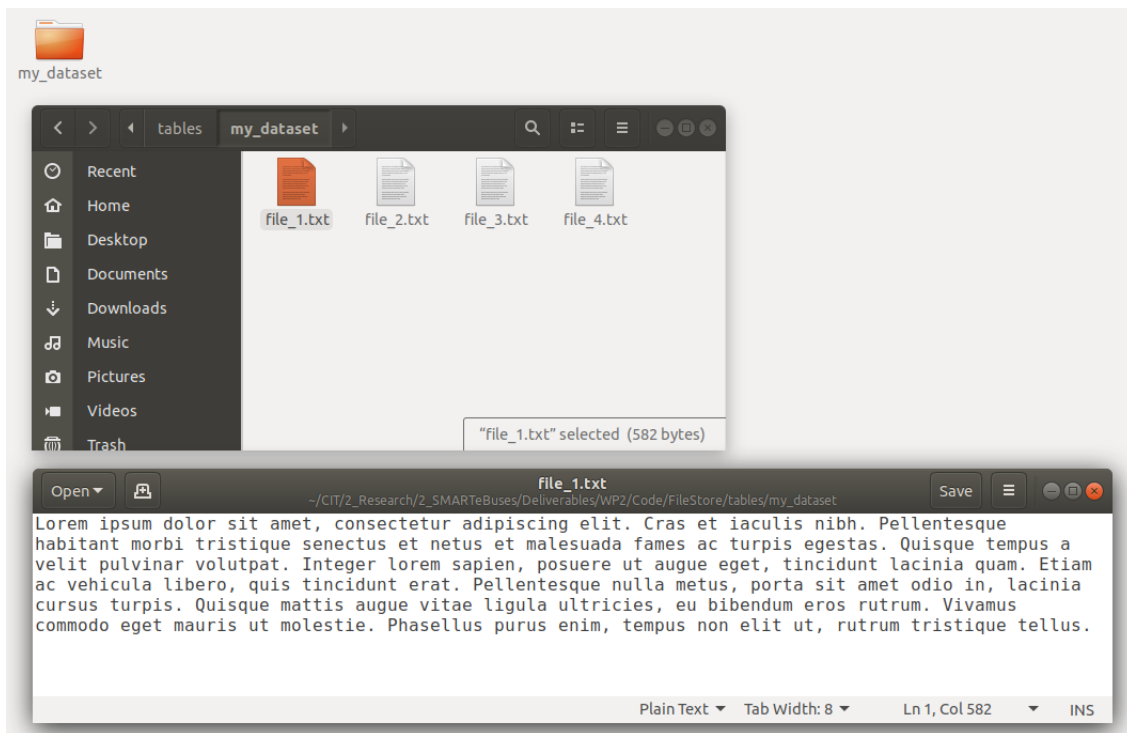 my_dataset
tables my_dataset
Recent
Home
Desktop
Documents
Downloads
Music
Pictures
Videos
Trash
file_1.txt file_2.txt file_3.txt file_4.txt
“file_1.txt” selected (582 bytes)
Open file_1.txt Save
~/CIT/2_Research/2_SMARTeBuses/Deliverables/WP2/Code/FileStore/tables/my_dataset
Lorem ipsum dolor sit amet, consectetur adipiscing elit. Cras et iaculis nibh. Pellentesque
habitant morbi tristique senectus et netus et malesuada fames ac turpis egestas. Quisque tempus a
velit pulvinar volutpat. Integer lorem sapien, posuere ut augue eget, tincidunt lacinia quam. Etiam
ac vehicula libero, quis tincidunt erat. Pellentesque nulla metus, porta sit amet odio in, lacinia
cursus turpis. Quisque mattis augue vitae ligula ultricies, eu bibendum eros rutrum. Vivamus
commodo eget mauris ut molestie. Phasellus purus enim, tempus non elit ut, rutrum tristique tellus.
Plain Text Tab Width: 8 Ln 1, Col 582 INS